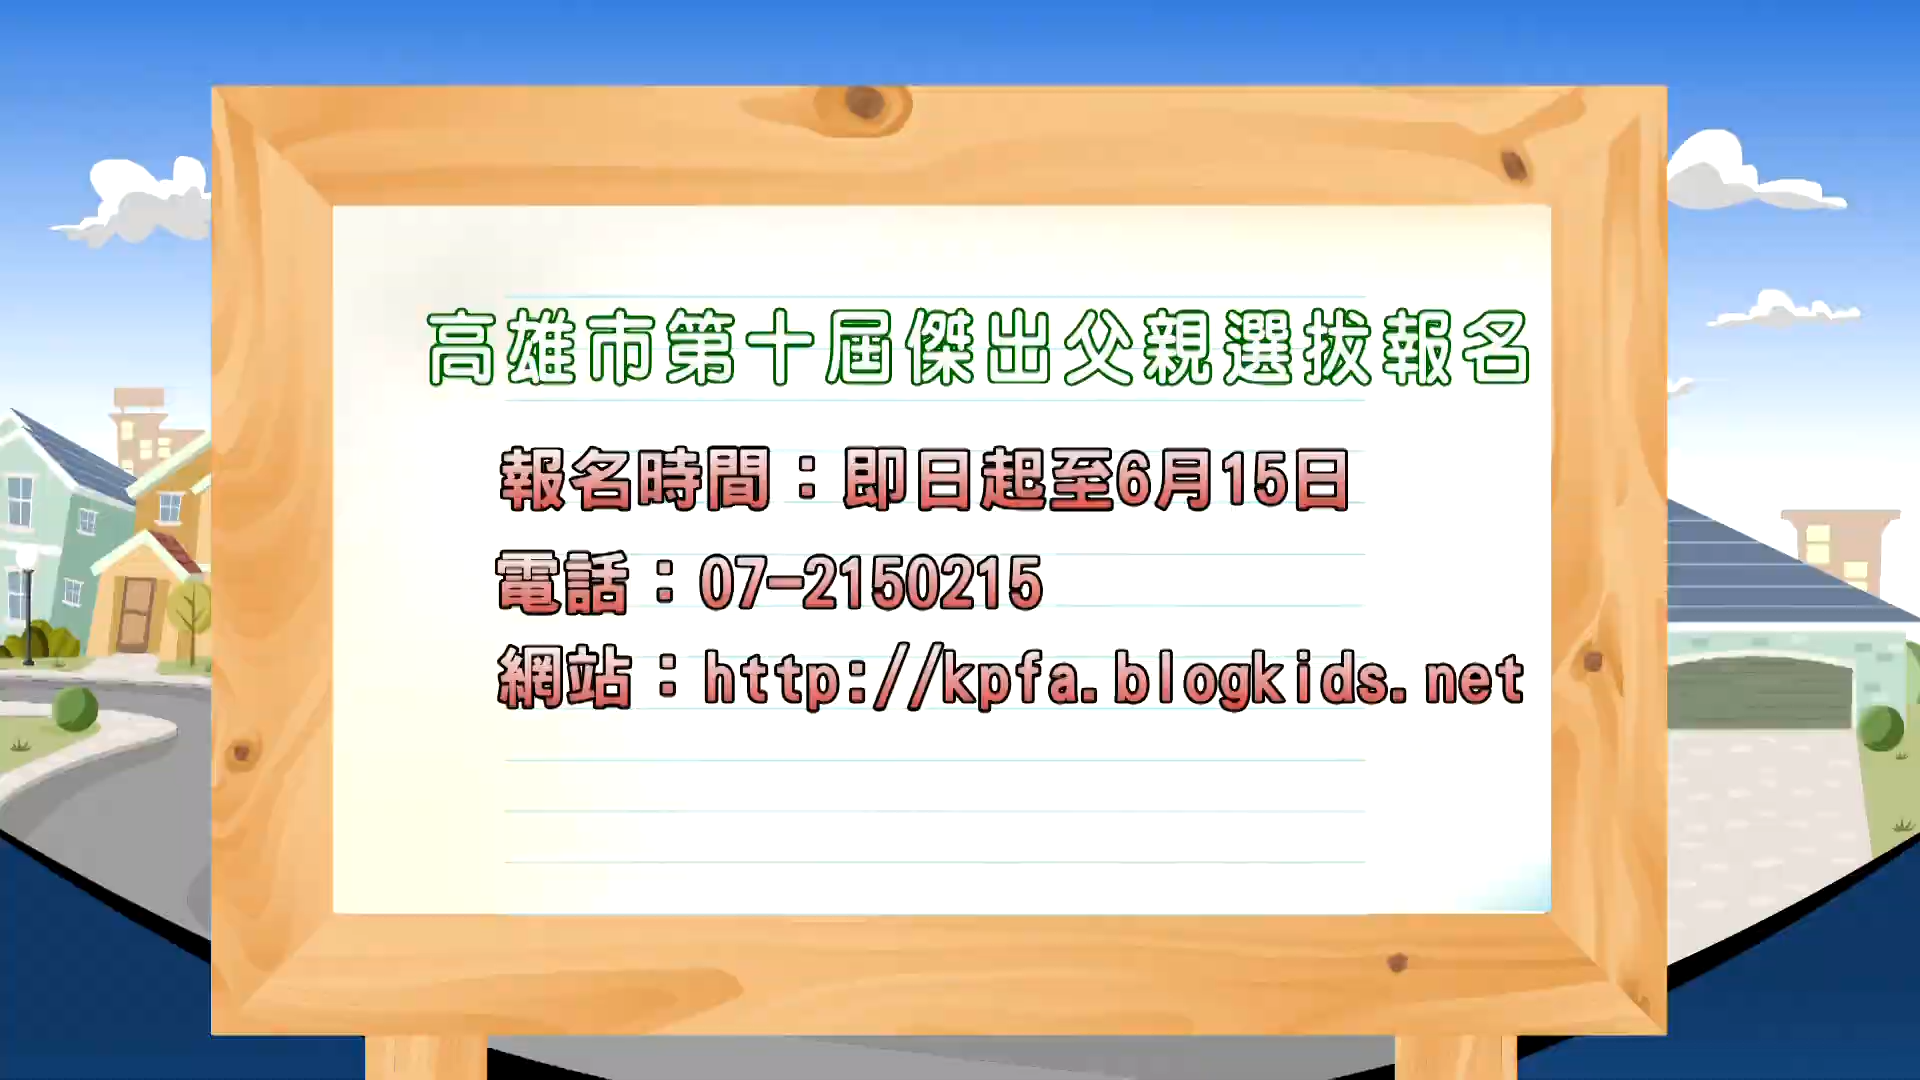 高雄市第十屆傑出父親選拔報名
報名時間：即日起至6月15日
電話：07-2150215
網站：http://kpfa.blogkids.net